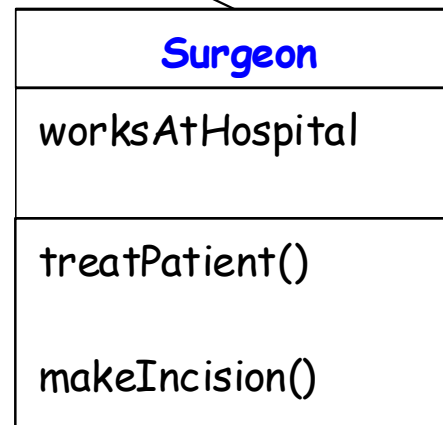 Surgeon
worksAtHospital
treatPatient()
makeIncision()